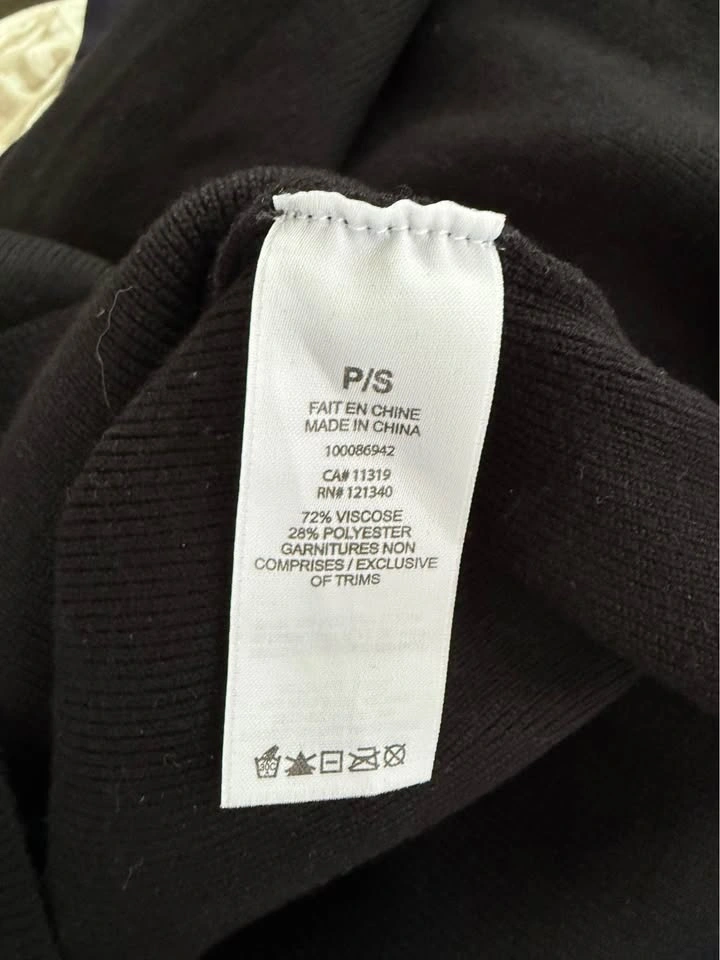 P/S
FAIT EN CHINE
MADE IN CHINA
100086942
CA# 11319
RN# 121340
72% VISCOSE
28% POLYESTER
GARNITURES NON
COMPRISES / EXCLUSIVE
OF TRIMS
30C